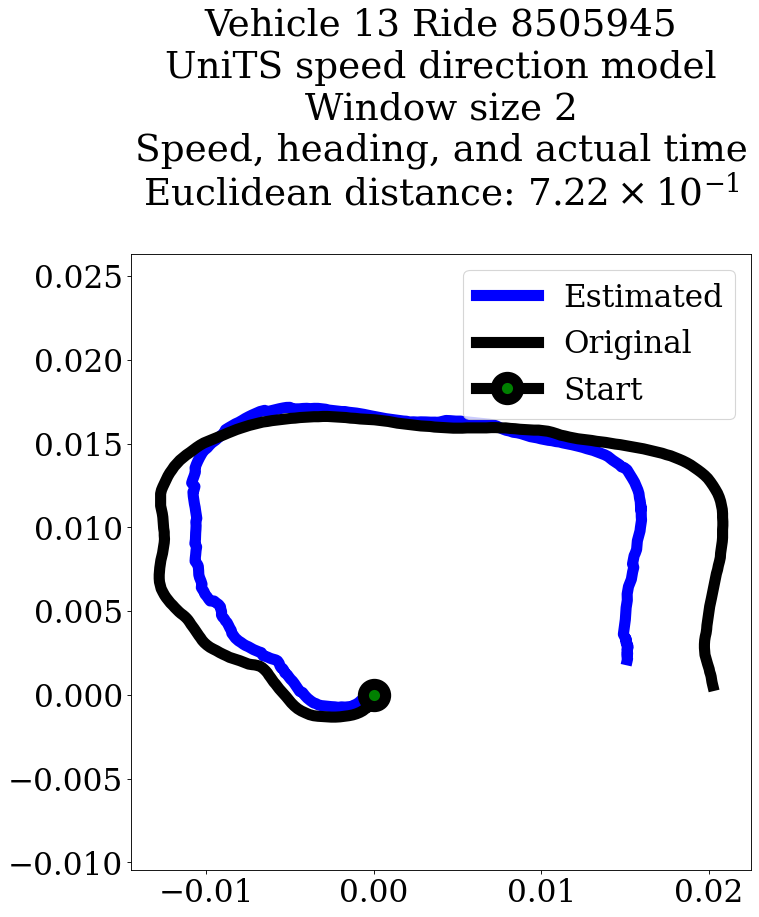 Vehicle 13 Ride 8505945
UniTS speed direction model
Window size 2
Speed, heading, and actual time
Euclidean distance: 7.22 × 10⁻¹
Estimated
Original
Start
0.025
0.020
0.015
0.010
0.005
0.000
−0.005
−0.010
−0.01 0.00 0.01 0.02